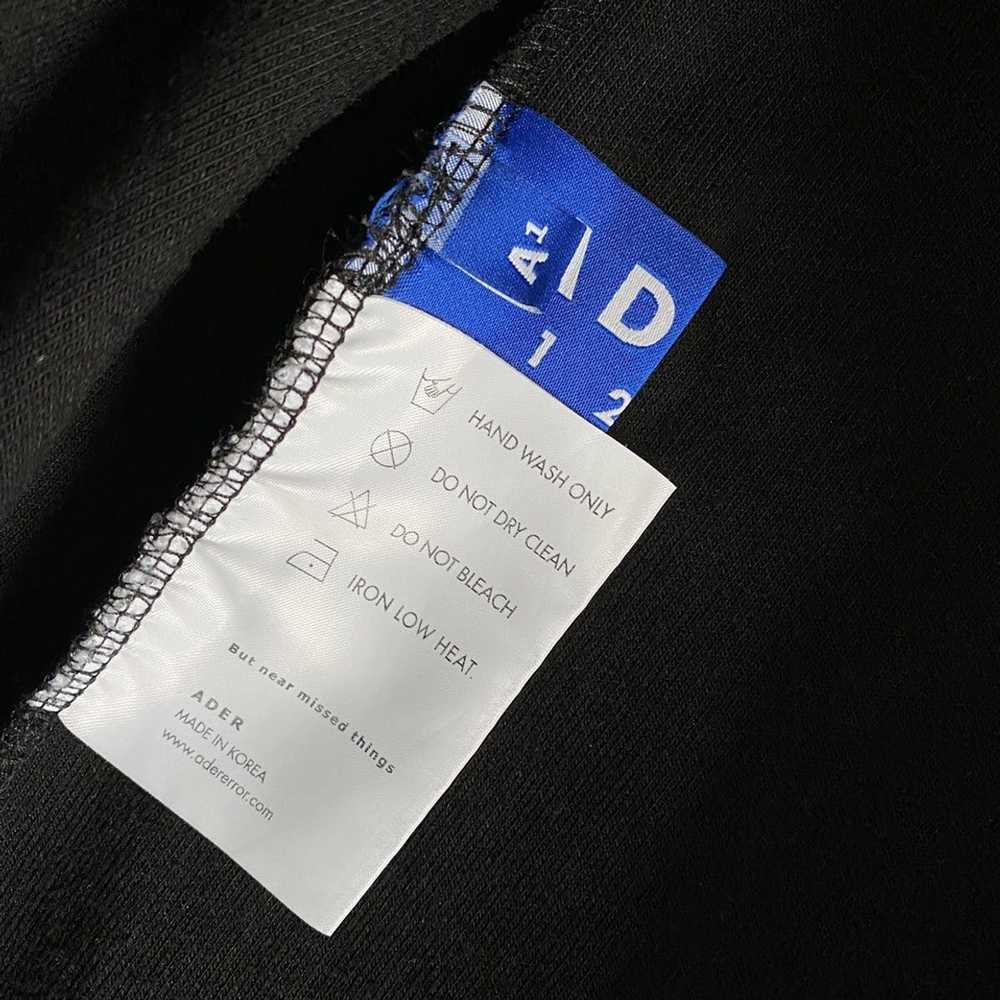 A¹
D
1
2
HAND WASH ONLY
DO NOT DRY CLEAN
DO NOT BLEACH
IRON LOW HEAT.
But near missed things
ADER
MADE IN KOREA
www.adererror.com